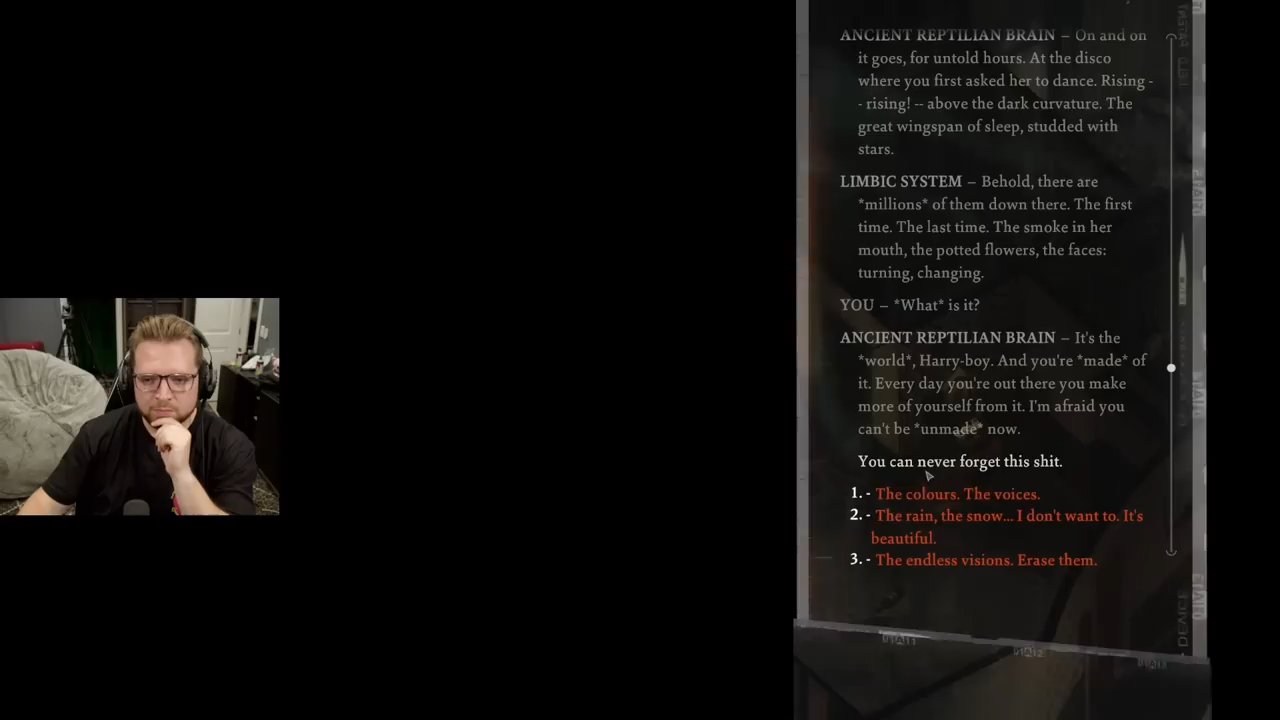 ANCIENT REPTILIAN BRAIN – On and on
it goes, for untold hours. At the disco
where you first asked her to dance. Rising -
- rising! -- above the dark curvature. The
great wingspan of sleep, studded with
stars.
LIMBIC SYSTEM – Behold, there are
*millions* of them down there. The first
time. The last time. The smoke in her
mouth, the potted flowers, the faces:
turning, changing.
YOU – *What* is it?
ANCIENT REPTILIAN BRAIN – It's the
*world*, Harry-boy. And you're *made* of
it. Every day you're out there you make
more of yourself from it. I'm afraid you
can't be *unmade* now.
You can never forget this shit.
1. - The colours. The voices.
2. - The rain, the snow... I don't want to. It's
beautiful.
3. - The endless visions. Erase them.